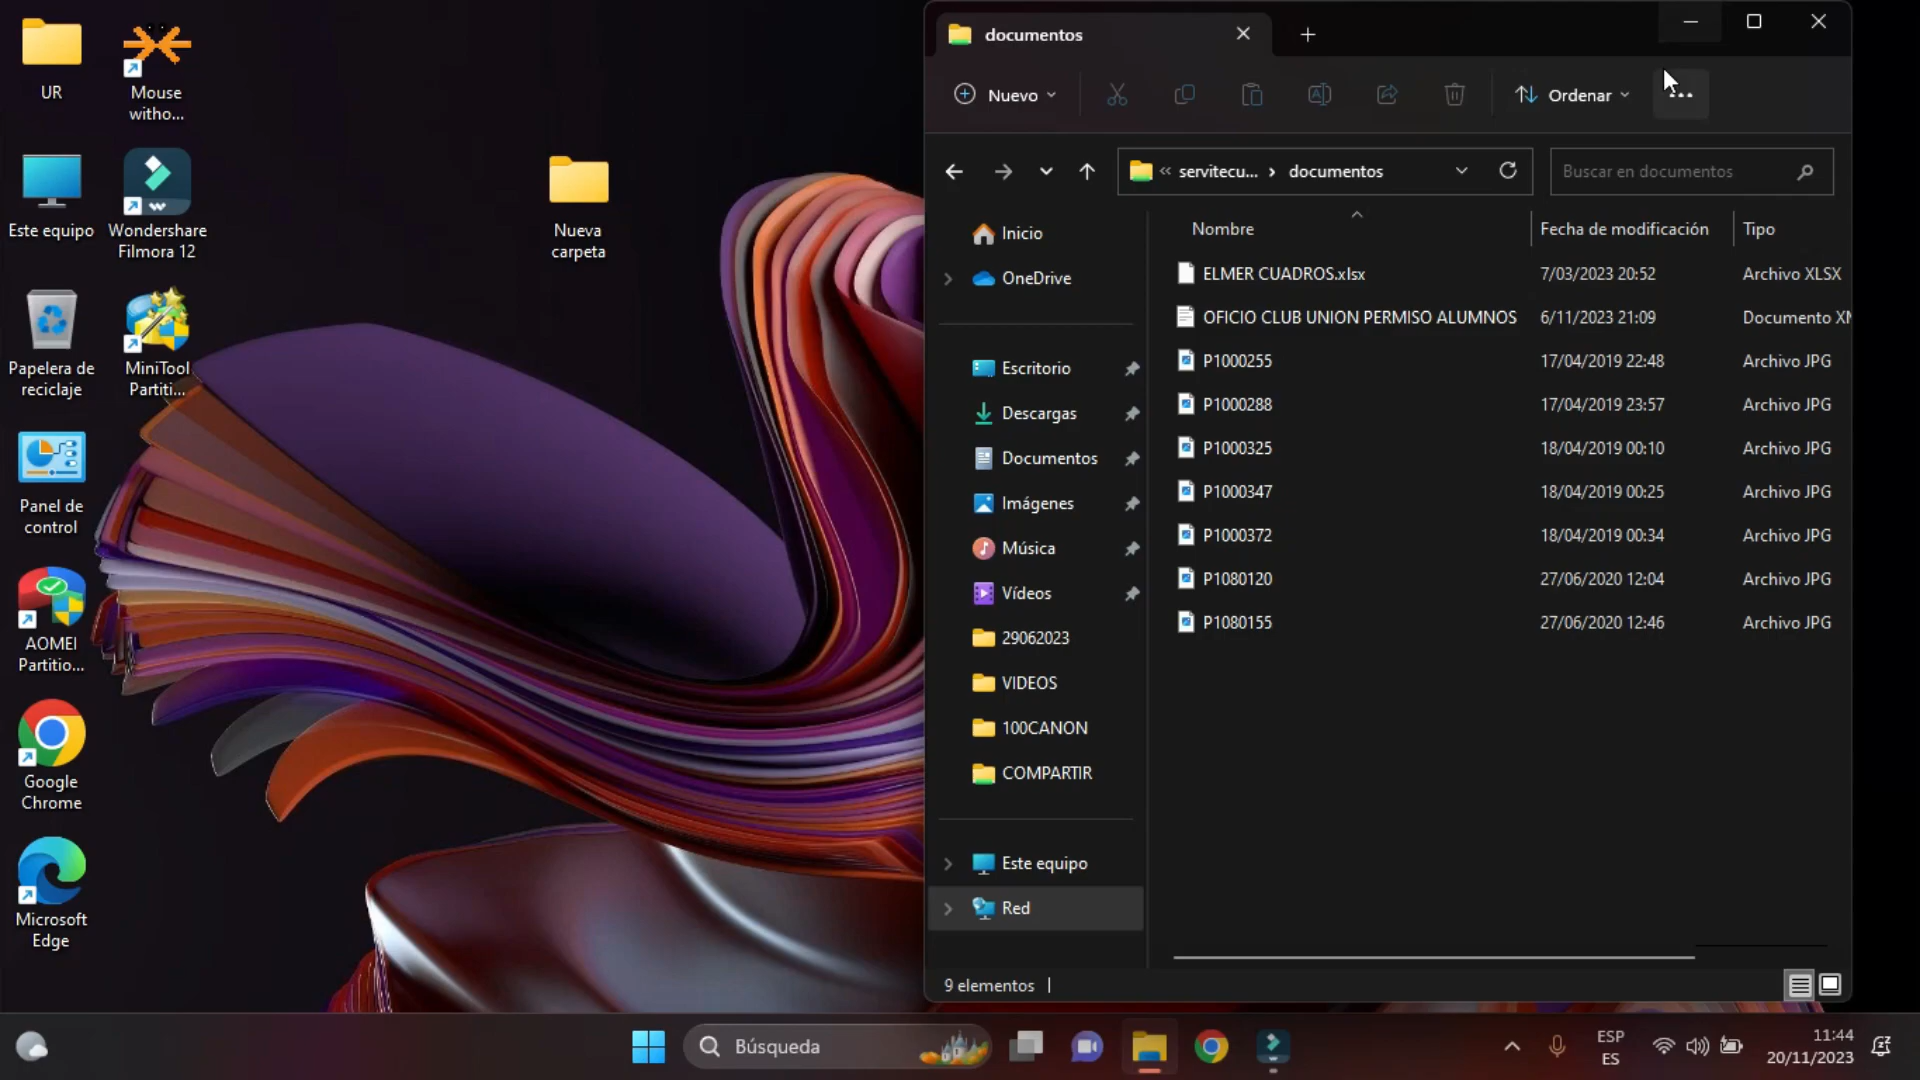 UR
Mouse
witho...
Este equipo
Wondershare
Filmora 12
Papelera de
reciclaje
MiniTool
Partiti...
Panel de
control
AOMEI
Partitio...
Google
Chrome
Microsoft
Edge
Nueva
carpeta
documentos
Nuevo
Ordenar
servitecu... documentos
Buscar en documentos
Inicio
OneDrive
Escritorio
Descargas
Documentos
Imágenes
Música
Vídeos
29062023
VIDEOS
100CANON
COMPARTIR
Este equipo
Red
Nombre Fecha de modificación Tipo
ELMER CUADROS.xlsx 7/03/2023 20:52 Archivo XLSX
OFICIO CLUB UNION PERMISO ALUMNOS 6/11/2023 21:09 Documento XM
P1000255 17/04/2019 22:48 Archivo JPG
P1000288 17/04/2019 23:57 Archivo JPG
P1000325 18/04/2019 00:10 Archivo JPG
P1000347 18/04/2019 00:25 Archivo JPG
P1000372 18/04/2019 00:34 Archivo JPG
P1080120 27/06/2020 12:04 Archivo JPG
P1080155 27/06/2020 12:46 Archivo JPG
9 elementos
Búsqueda
ESP
ES
11:44
20/11/2023